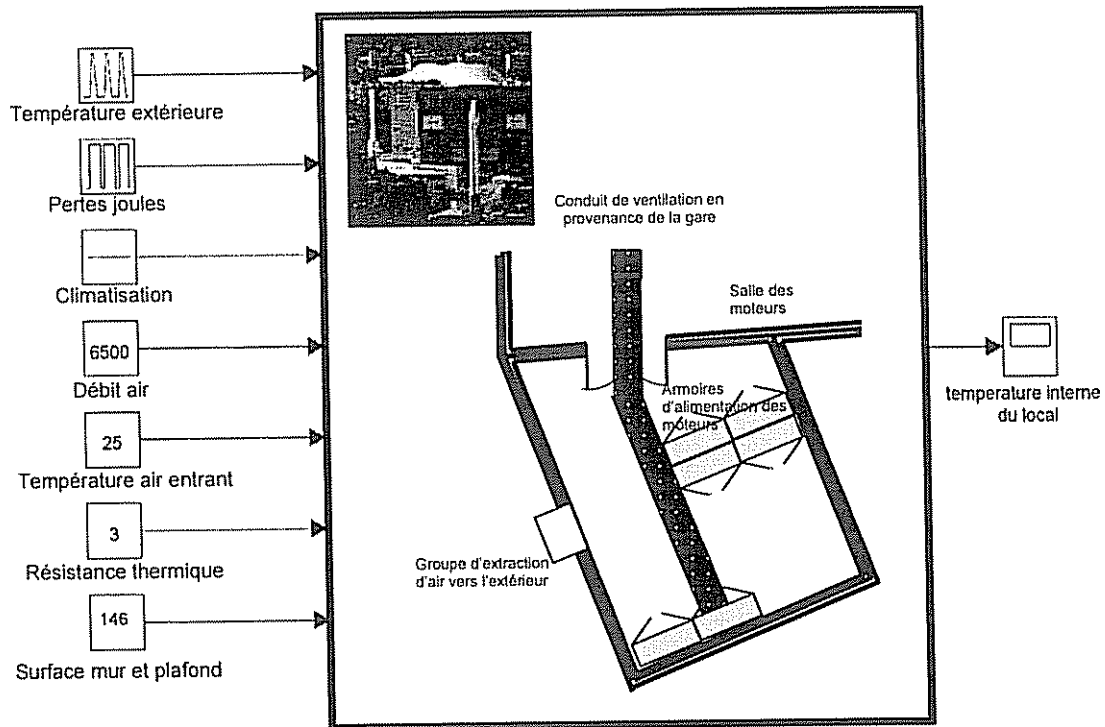 Température extérieure
Pertes joules
Climatisation
6500
Débit air
25
Température air entrant
3
Résistance thermique
146
Surface mur et plafond
Conduit de ventilation en
provenance de la gare
Salle des
moteurs
Armoires
d'alimentation des
moteurs
Groupe d'extraction
d'air vers l'extérieur
temperature interne
du local